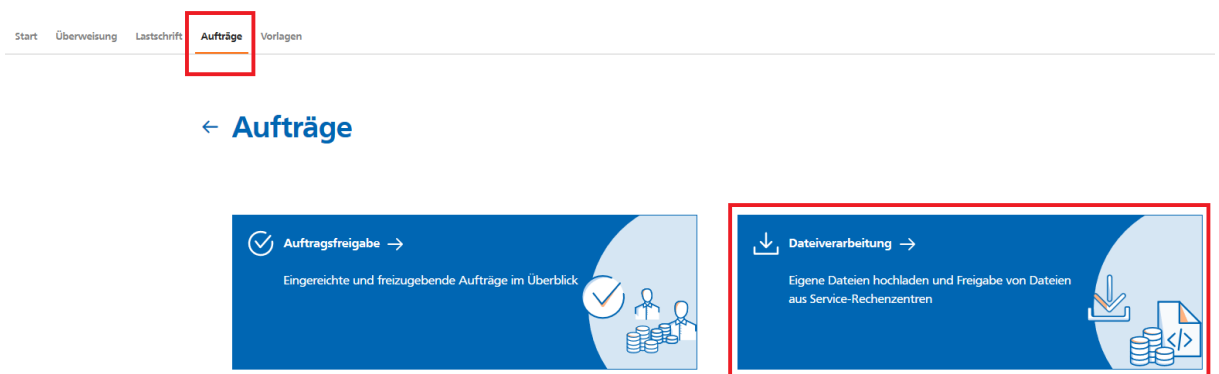 Start Überweisung Lastschrift Aufträge Vorlagen
← Aufträge
Auftragsfreigabe →
Eingereichte und freizugebende Aufträge im Überblick
Dateiverarbeitung →
Eigene Dateien hochladen und Freigabe von Dateien
aus Service-Rechenzentren
</>